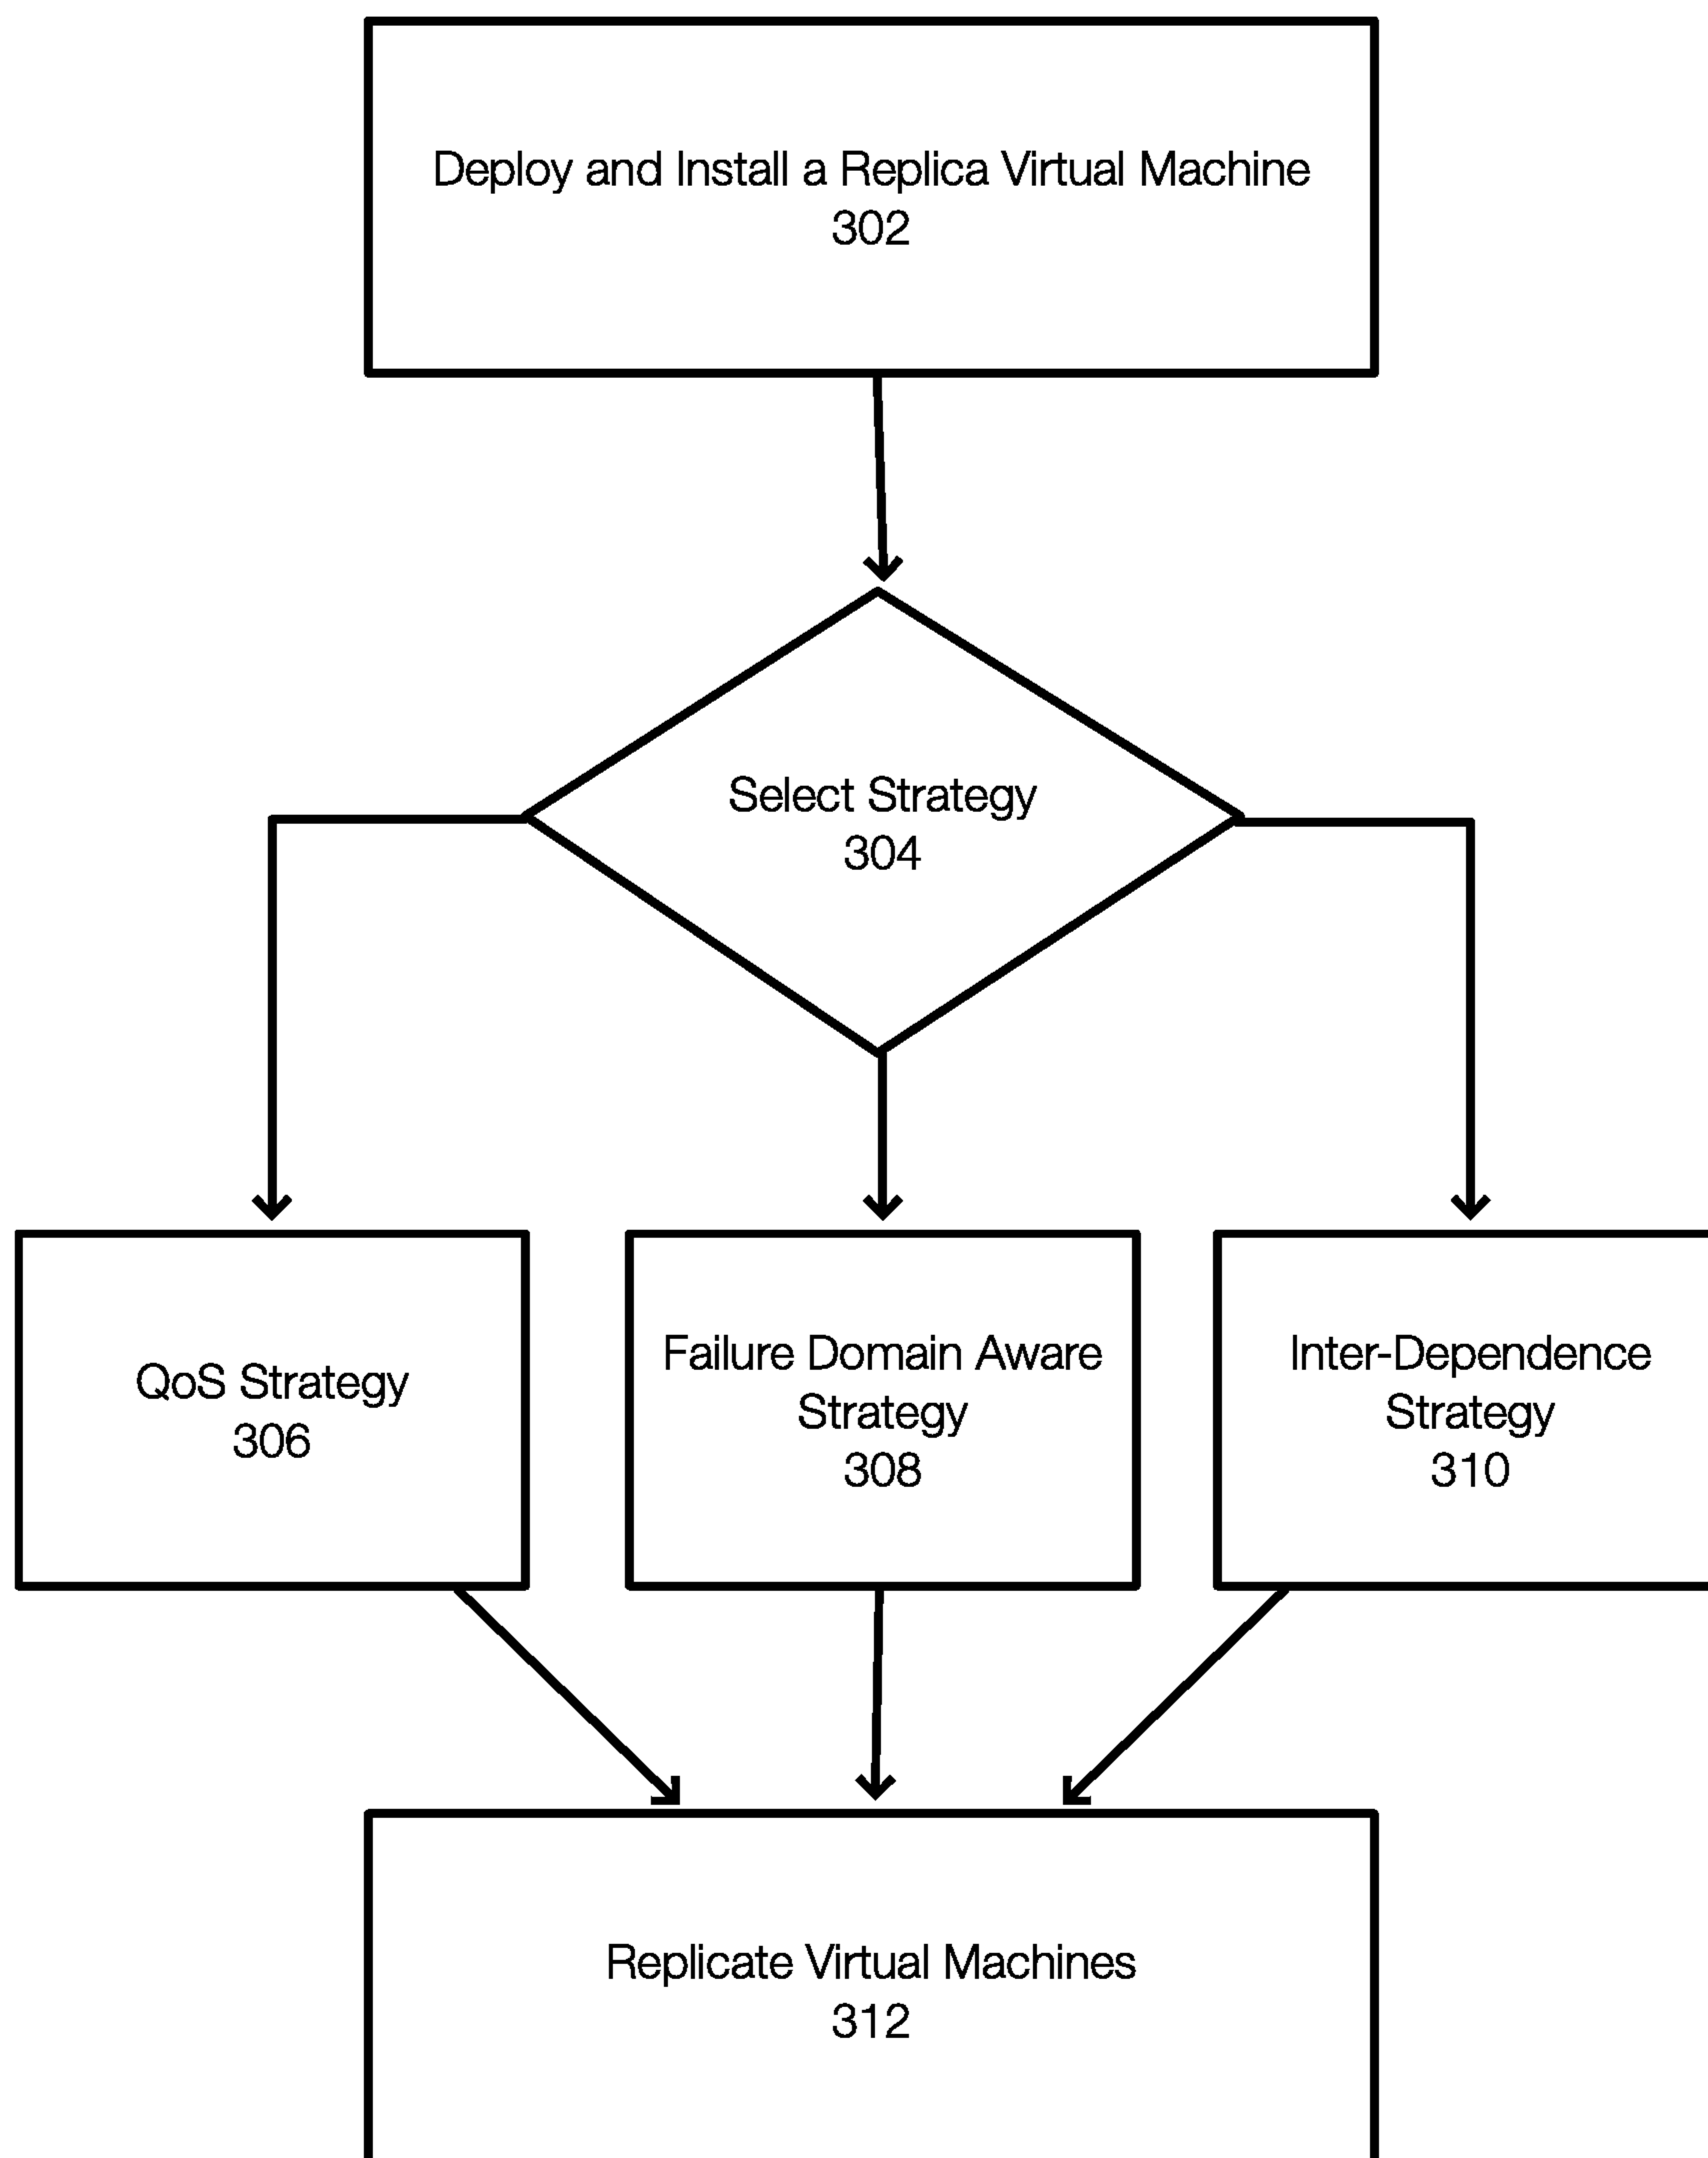 Deploy and Install a Replica Virtual Machine
302
Select Strategy
304
QoS Strategy
306
Failure Domain Aware
Strategy
308
Inter-Dependence
Strategy
310
Replicate Virtual Machines
312